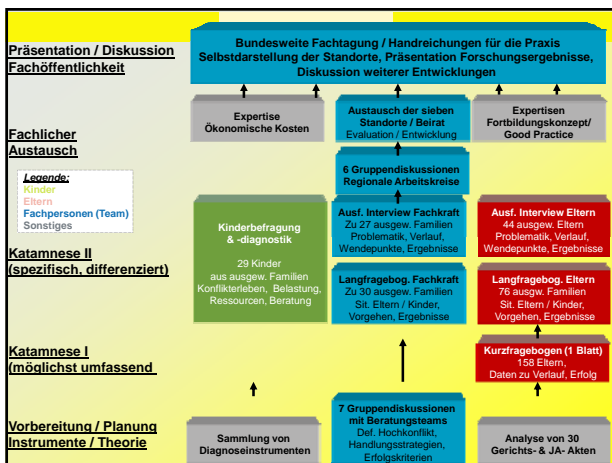 Präsentation / Diskussion
Fachöffentlichkeit
Bundesweite Fachtagung / Handreichungen für die Praxis
Selbstdarstellung der Standorte, Präsentation Forschungsergebnisse,
Diskussion weiterer Entwicklungen
Fachlicher
Austausch
Expertise
Ökonomische Kosten
Austausch der sieben
Standorte / Beirat
Evaluation / Entwicklung
Expertisen
Fortbildungskonzept/
Good Practice
6 Gruppendiskussionen
Regionale Arbeitskreise
Legende:
Kinder
Eltern
Fachpersonen (Team)
Sonstiges
Katamnese II
(spezifisch, differenziert)
Kinderbefragung
& -diagnostik
29 Kinder
aus ausgew. Familien
Konflikterleben, Belastung,
Ressourcen, Beratung
Ausf. Interview Fachkraft
Zu 27 ausgew. Familien
Problematik, Verlauf,
Wendepunkte, Ergebnisse
Ausf. Interview Eltern
44 ausgew. Eltern
Problematik, Verlauf,
Wendepunkte, Ergebnisse
Langfragebog. Fachkraft
Zu 30 ausgew. Familien
Sit. Eltern / Kinder,
Vorgehen, Ergebnisse
Langfragebog. Eltern
76 ausgw. Familien
Sit. Eltern / Kinder,
Vorgehen, Ergebnisse
Katamnese I
(möglichst umfassend
Kurzfragebogen (1 Blatt)
158 Eltern,
Daten zu Verlauf, Erfolg
Vorbereitung / Planung
Instrumente / Theorie
Sammlung von
Diagnoseinstrumenten
7 Gruppendiskussionen
mit Beratungsteams
Def. Hochkonflikt,
Handlungsstrategien,
Erfolgskriterien
Analyse von 30
Gerichts- & JA- Akten